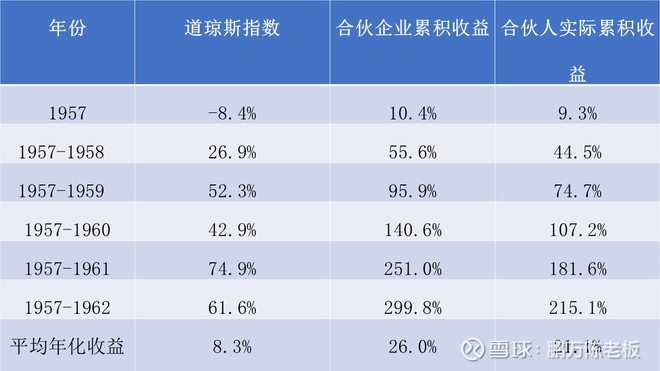 年份 道琼斯指数 合伙企业累积收益 合伙人实际累积收
益
1957 -8.4% 10.4% 9.3%
1957-1958 26.9% 55.6% 44.5%
1957-1959 52.3% 95.9% 74.7%
1957-1960 42.9% 140.6% 107.2%
1957-1961 74.9% 251.0% 181.6%
1957-1962 61.6% 299.8% 215.1%
平均年化收益 8.3% 26.0% 21.1%
雪球：鹏万陈老板